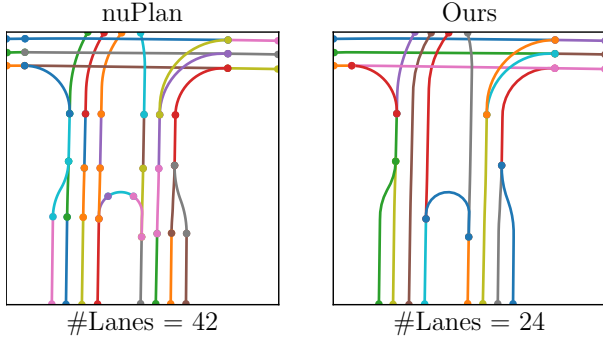 nuPlan
Ours
#Lanes = 42
#Lanes = 24